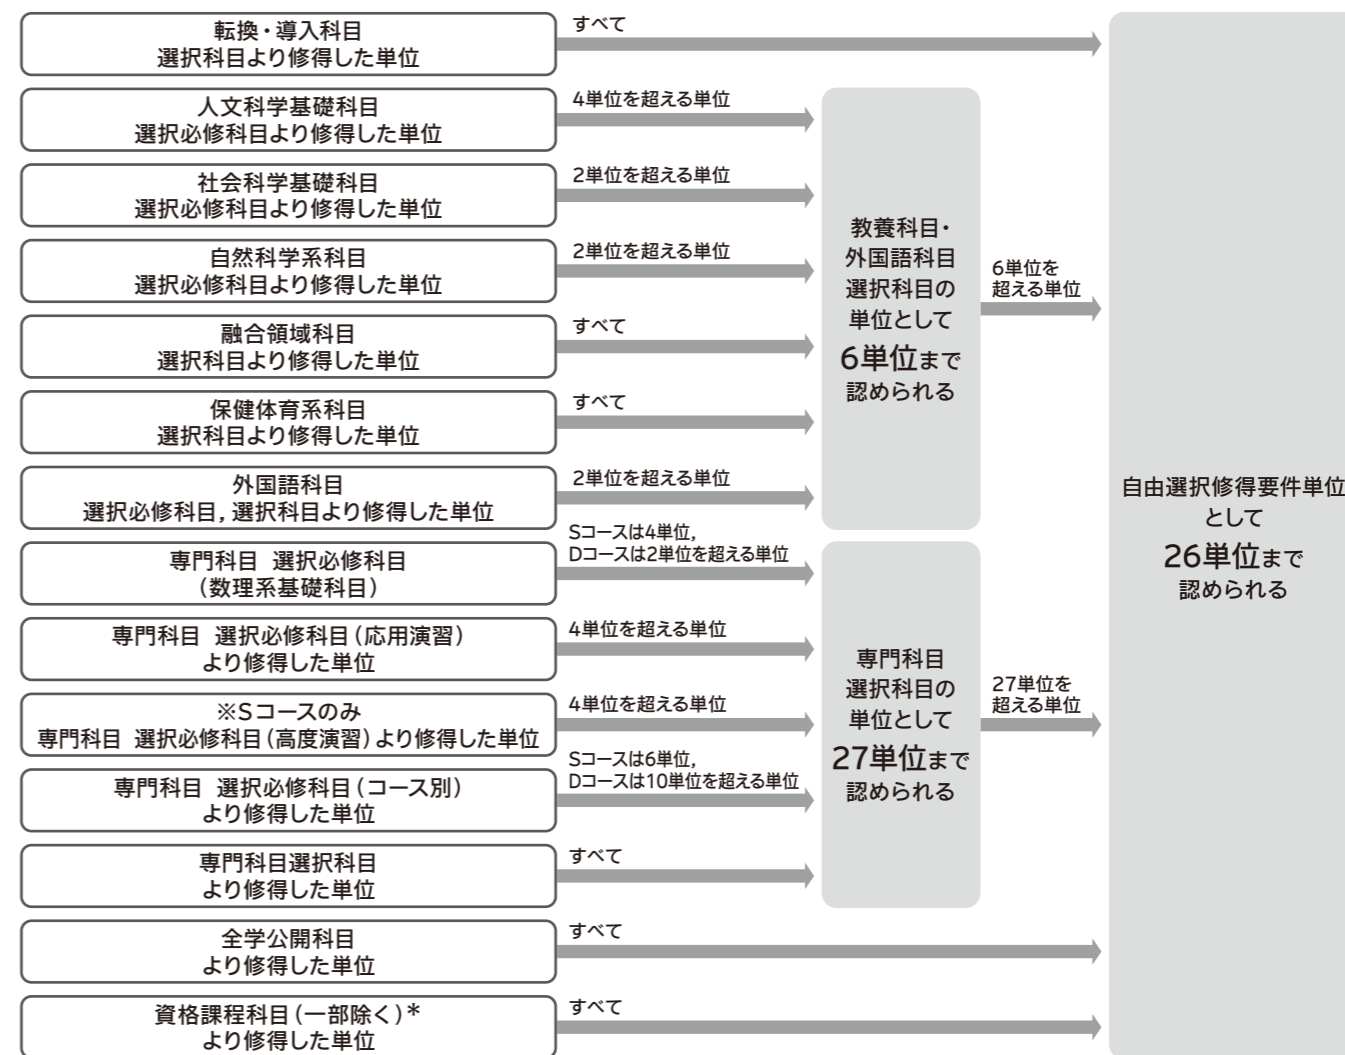 転換・導入科目
選択科目より修得した単位
すべて
人文科学基礎科目
選択必修科目より修得した単位
4単位を超える単位
社会科学基礎科目
選択必修科目より修得した単位
2単位を超える単位
自然科学系科目
選択必修科目より修得した単位
2単位を超える単位
融合領域科目
選択科目より修得した単位
すべて
保健体育系科目
選択科目より修得した単位
すべて
外国語科目
選択必修科目，選択科目より修得した単位
2単位を超える単位
教養科目・
外国語科目
選択科目の
単位として
6単位まで
認められる
6単位を
超える単位
専門科目 選択必修科目
（数理系基礎科目）
Sコースは4単位，
Dコースは2単位を超える単位
専門科目 選択必修科目（応用演習）
より修得した単位
4単位を超える単位
※Sコースのみ
専門科目 選択必修科目（高度演習）より修得した単位
4単位を超える単位
専門科目 選択必修科目（コース別）
より修得した単位
Sコースは6単位，
Dコースは10単位を超える単位
専門科目選択科目
より修得した単位
すべて
専門科目
選択科目の
単位として
27単位まで
認められる
27単位を
超える単位
全学公開科目
より修得した単位
すべて
資格課程科目（一部除く）＊
より修得した単位
すべて
自由選択修得要件単位
として
26単位まで
認められる